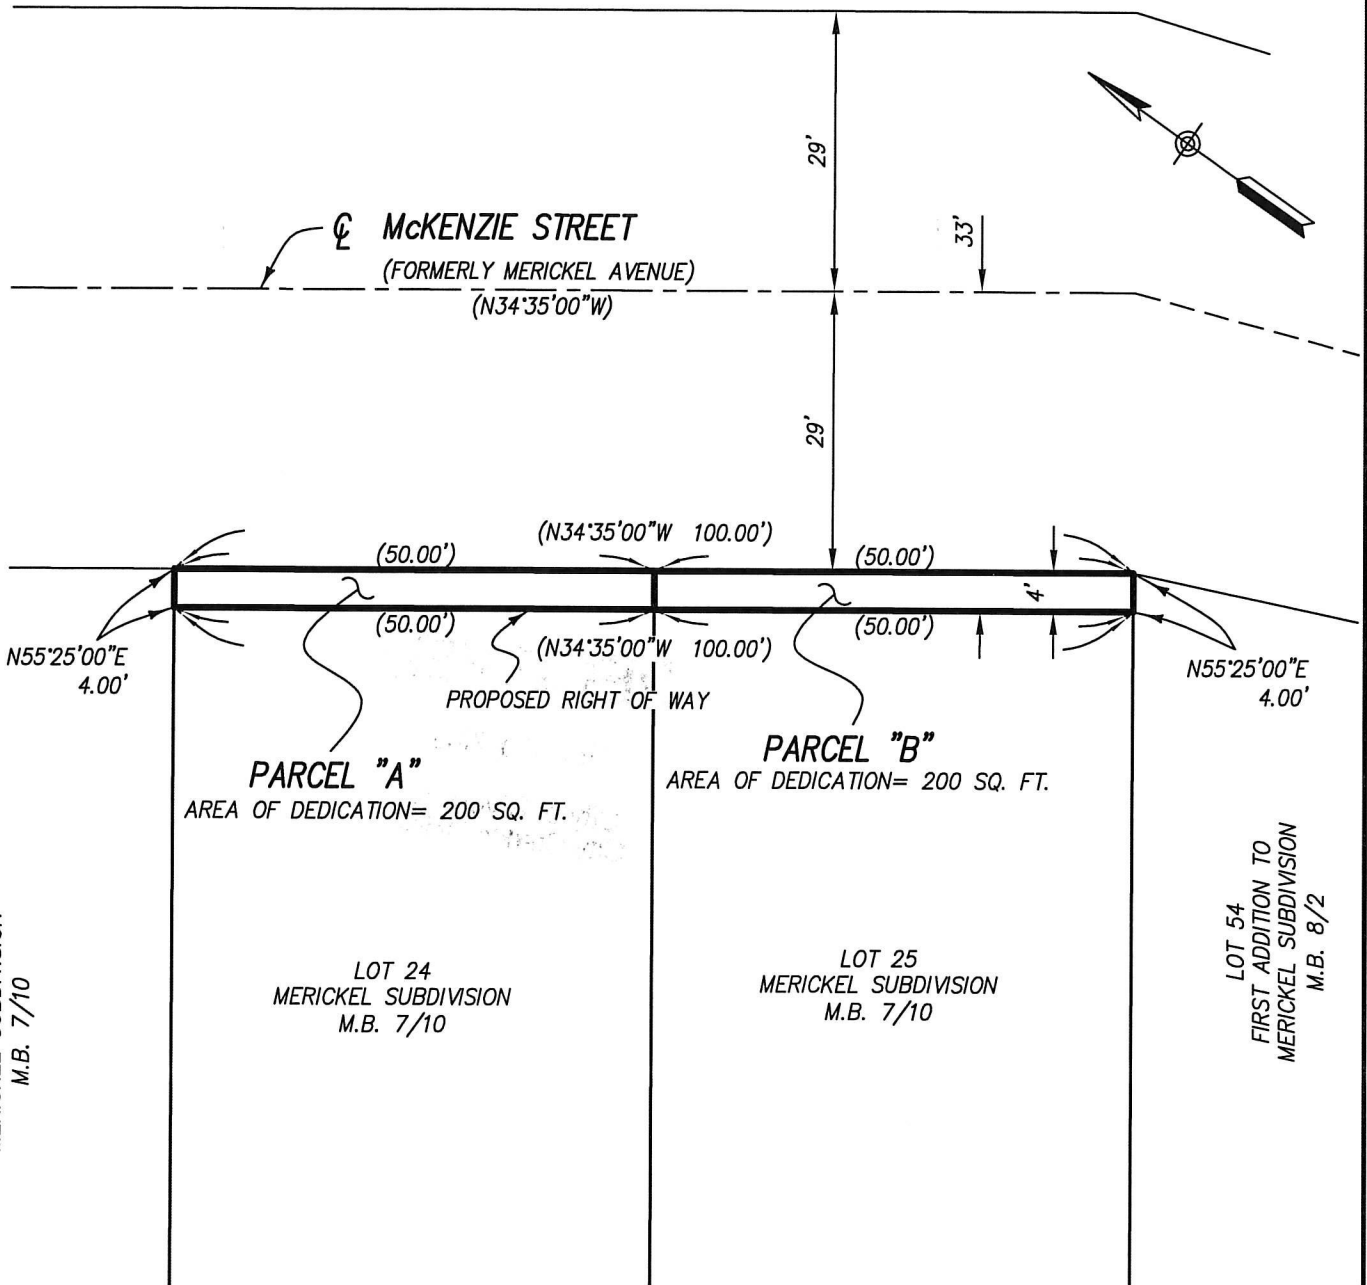 29'
33'
℄ McKENZIE STREET
(FORMERLY MERICKEL AVENUE)
(N34°35'00"W)
29'
(N34°35'00"W 100.00')
(50.00')
(50.00')
4'
(50.00')
(50.00')
(N34°35'00"W 100.00')
N55°25'00"E
4.00'
N55°25'00"E
4.00'
PROPOSED RIGHT OF WAY
PARCEL "A"
AREA OF DEDICATION= 200 SQ. FT.
PARCEL "B"
AREA OF DEDICATION= 200 SQ. FT.
M.B. 7/10
LOT 24
MERICKEL SUBDIVISION
M.B. 7/10
LOT 25
MERICKEL SUBDIVISION
M.B. 7/10
LOT 54
FIRST ADDITION TO
MERICKEL SUBDIVISION
M.B. 8/2